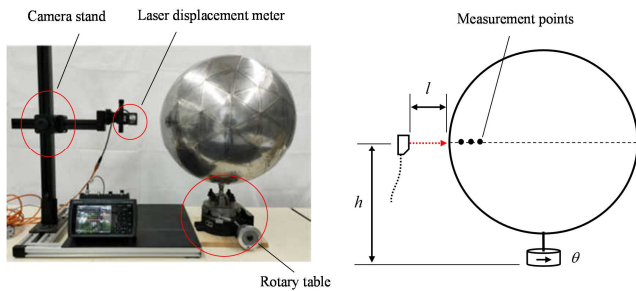 Camera stand
Laser displacement meter
Measurement points
l
h
θ
Rotary table